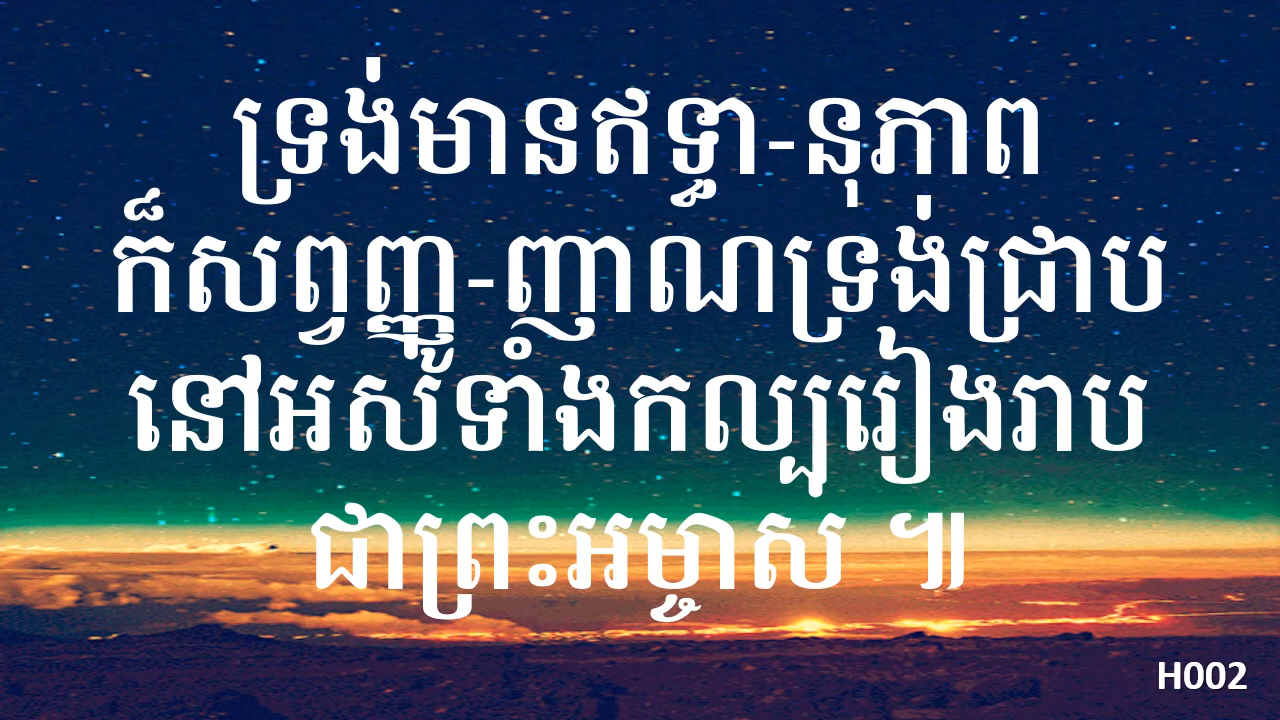 ទ្រង់មានឥទ្ធា-នុភាព
ក៏សព្វញ្ញូ-ញាណទ្រង់ជ្រាប
នៅអស់ទាំងកល្បរៀងរាប
ជាព្រះអម្ចាស់ ៕
H002